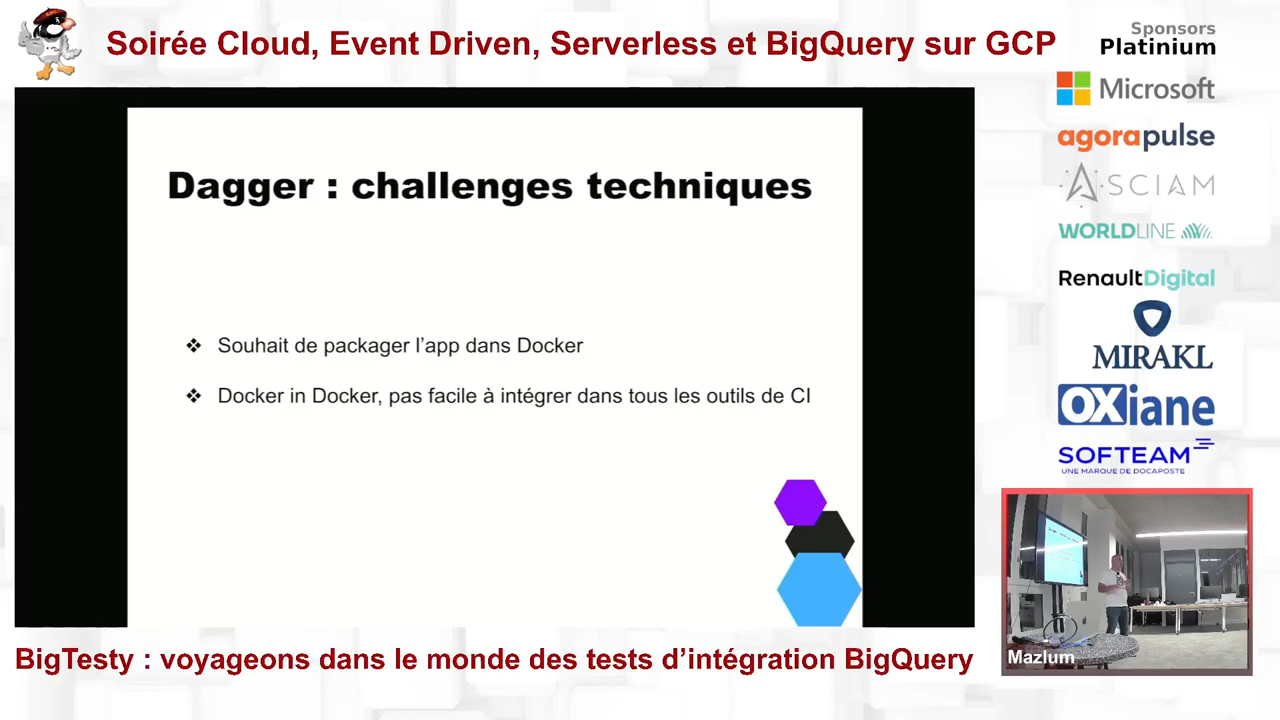 Soirée Cloud, Event Driven, Serverless et BigQuery sur GCP
Sponsors
Platinium
Microsoft
agorapulse
ASCIAM
WORLDLINE
RenaultDigital
MIRAKL
OXiane
SOFTEAM
UNE MARQUE DE DOCAPOSTE
Dagger : challenges techniques
❖ Souhait de packager l’app dans Docker
❖ Docker in Docker, pas facile à intégrer dans tous les outils de CI
Mazlum
BigTesty : voyageons dans le monde des tests d’intégration BigQuery